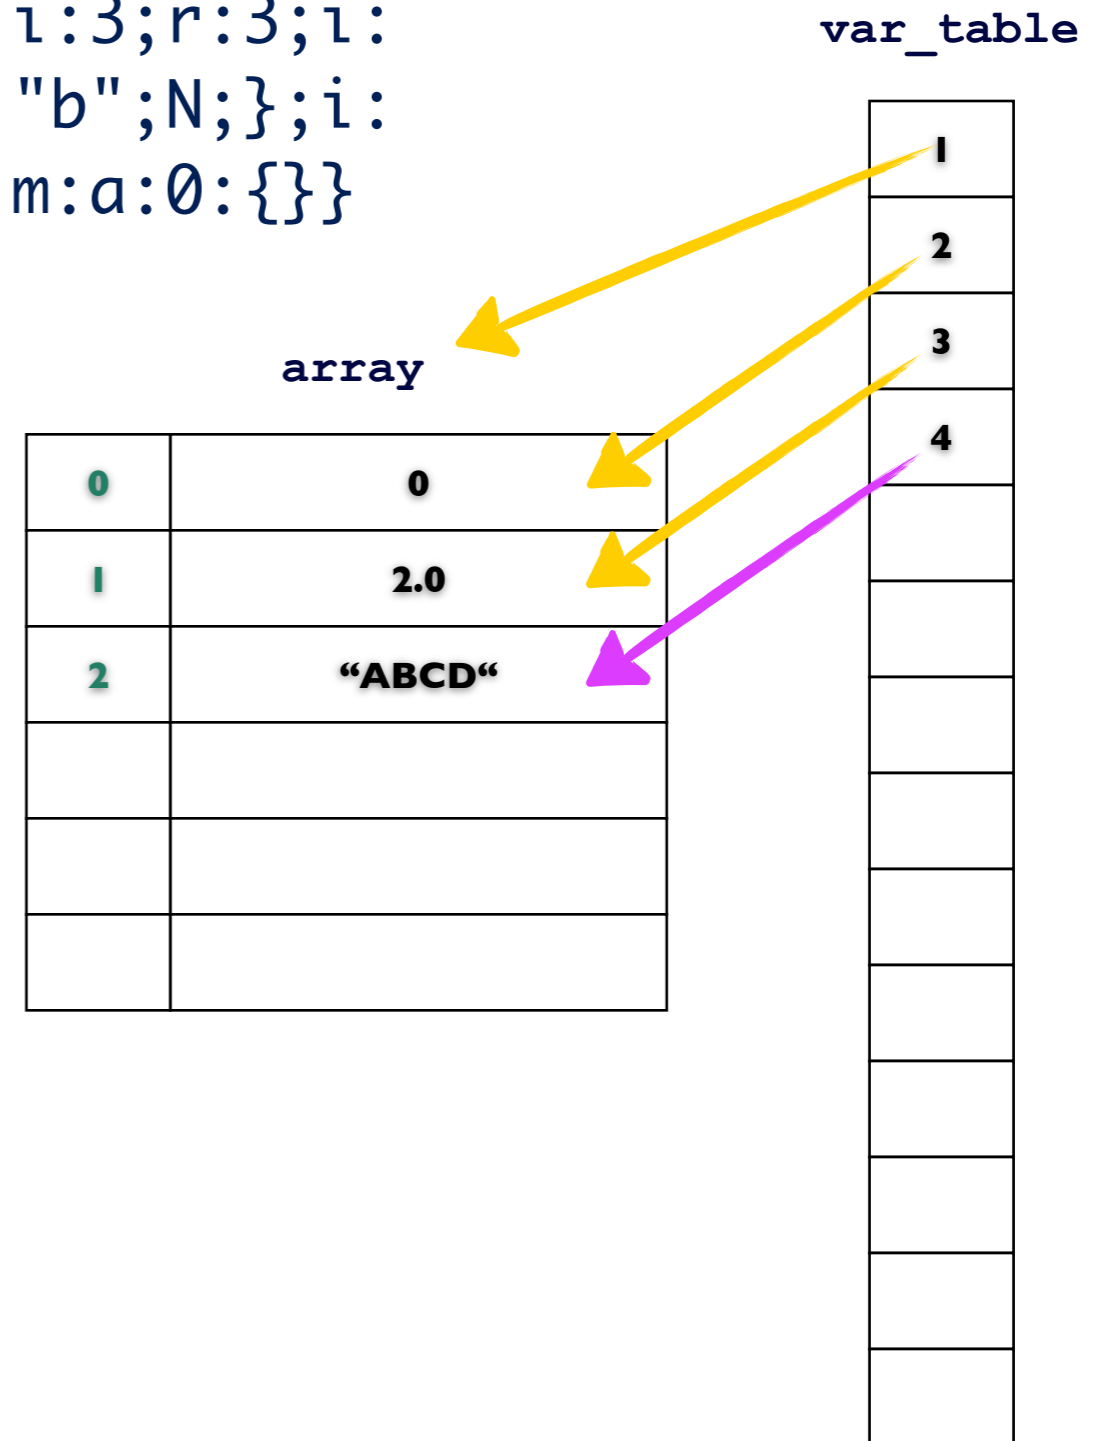 i:3;r:3;i:
"b";N;};i:
m:a:0:{}}
var_table
1
2
3
4
array
0 0
1 2.0
2 “ABCD“